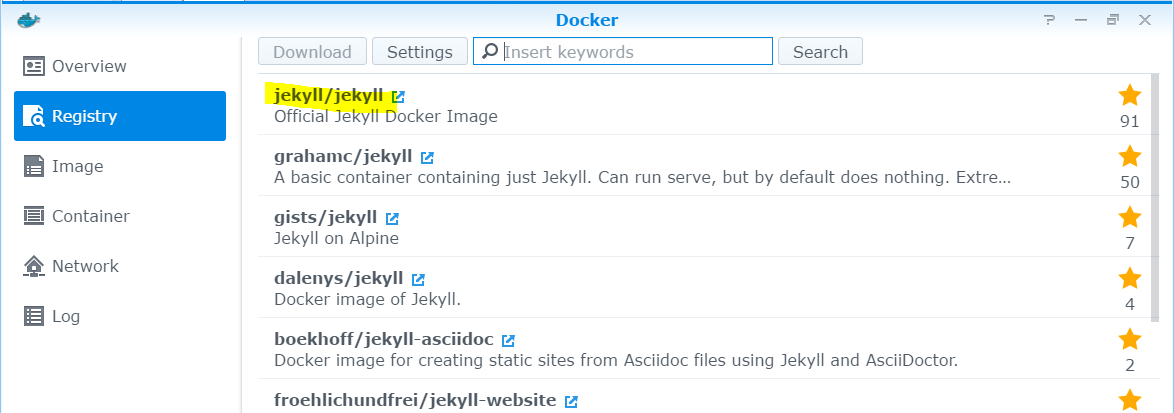 Docker
Download Settings Insert keywords Search
Overview
Registry
Image
Container
Network
Log
jekyll/jekyll
Official Jekyll Docker Image
91
grahamc/jekyll
A basic container containing just Jekyll. Can run serve, but by default does nothing. Extre...
50
gists/jekyll
Jekyll on Alpine
7
dalenys/jekyll
Docker image of Jekyll.
4
boekhoff/jekyll-asciidoc
Docker image for creating static sites from Asciidoc files using Jekyll and AsciiDoctor.
2
froehlichundfrei/jekyll-website